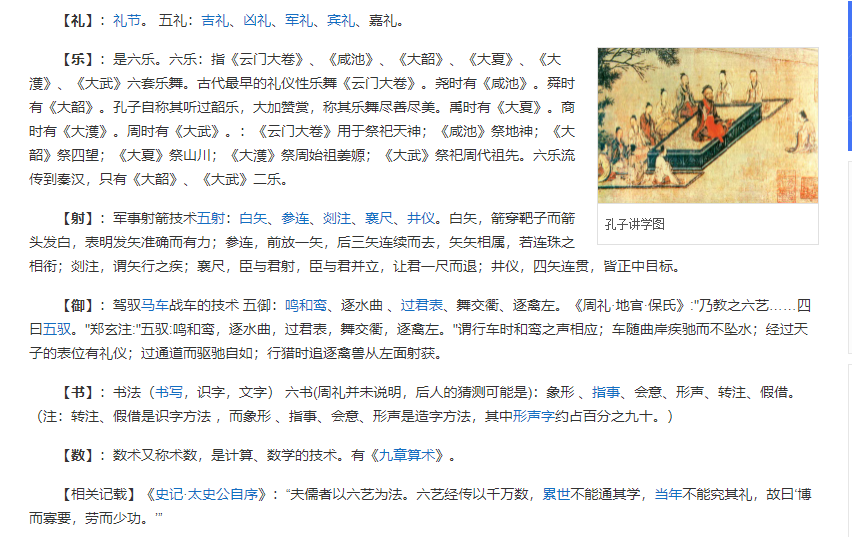 【礼】：礼节。 五礼：吉礼、凶礼、军礼、宾礼、嘉礼。
【乐】：是六乐。六乐：指《云门大卷》、《咸池》、《大韶》、《大夏》、《大
濩》、《大武》六套乐舞。古代最早的礼仪性乐舞《云门大卷》。尧时有《咸池》。舜时
有《大韶》。孔子自称其听过韶乐，大加赞赏，称其乐舞尽善尽美。禹时有《大夏》。商
时有《大濩》。周时有《大武》。：《云门大卷》用于祭祀天神；《咸池》祭地神；《大
韶》祭四望；《大夏》祭山川；《大濩》祭周始祖姜嫄；《大武》祭祀周代祖先。六乐流
传到秦汉，只有《大韶》、《大武》二乐。
孔子讲学图
【射】：军事射箭技术五射：白矢、参连、剡注、襄尺、井仪。白矢，箭穿靶子而箭
头发白，表明发矢准确而有力；参连，前放一矢，后三矢连续而去，矢矢相属，若连珠之
相衔；剡注，谓矢行之疾；襄尺，臣与君射，臣与君并立，让君一尺而退；井仪，四矢连贯，皆正中目标。
【御】：驾驭马车战车的技术 五御：鸣和鸾、逐水曲 、过君表、舞交衢、逐禽左。《周礼·地官·保氏》:"乃教之六艺……四
曰五驭。"郑玄注:"五驭:鸣和鸾，逐水曲，过君表，舞交衢，逐禽左。"谓行车时和鸾之声相应；车随曲岸疾驰而不坠水；经过天
子的表位有礼仪；过通道而驱驰自如；行猎时追逐禽兽从左面射获。
【书】：书法（书写，识字，文字） 六书(周礼并未说明，后人的猜测可能是)：象形 、指事、会意、形声、转注、假借。
（注：转注、假借是识字方法 ，而象形 、指事、会意、形声是造字方法，其中形声字约占百分之九十。）
【数】：数术又称术数，是计算、数学的技术。有《九章算术》。
【相关记载】《史记·太史公自序》：“夫儒者以六艺为法。六艺经传以千万数，累世不能通其学，当年不能究其礼，故曰‘博
而寡要，劳而少功。’”